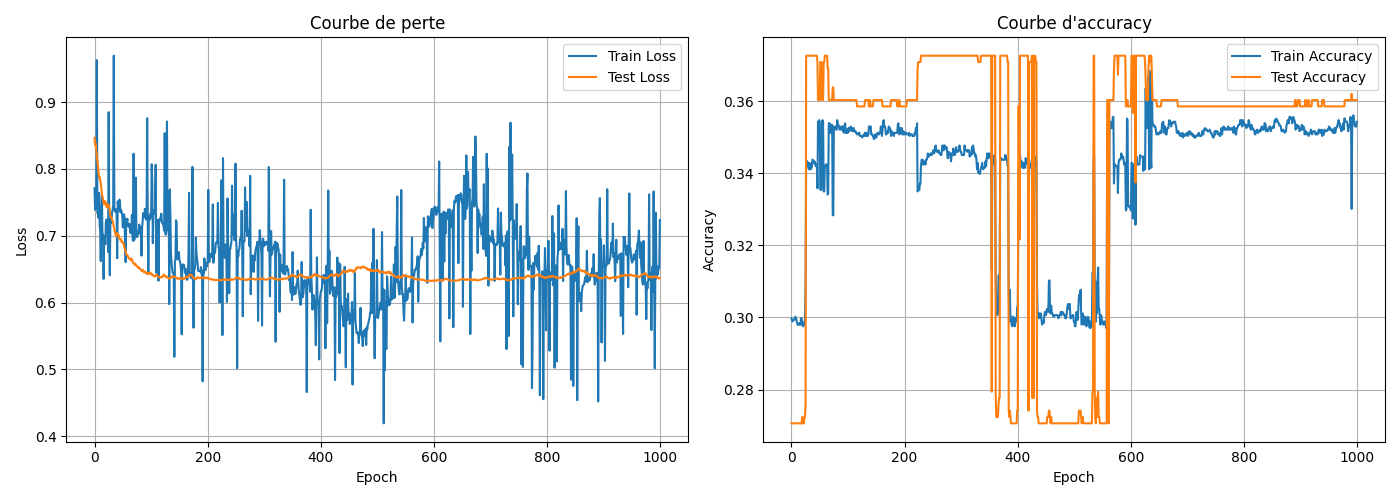 Courbe de perte
Train Loss
Test Loss
0.9
0.8
0.7
0.6
0.5
0.4
Loss
0 200 400 600 800 1000
Epoch
Courbe d'accuracy
Train Accuracy
Test Accuracy
0.36
0.34
0.32
0.30
0.28
Accuracy
0 200 400 600 800 1000
Epoch